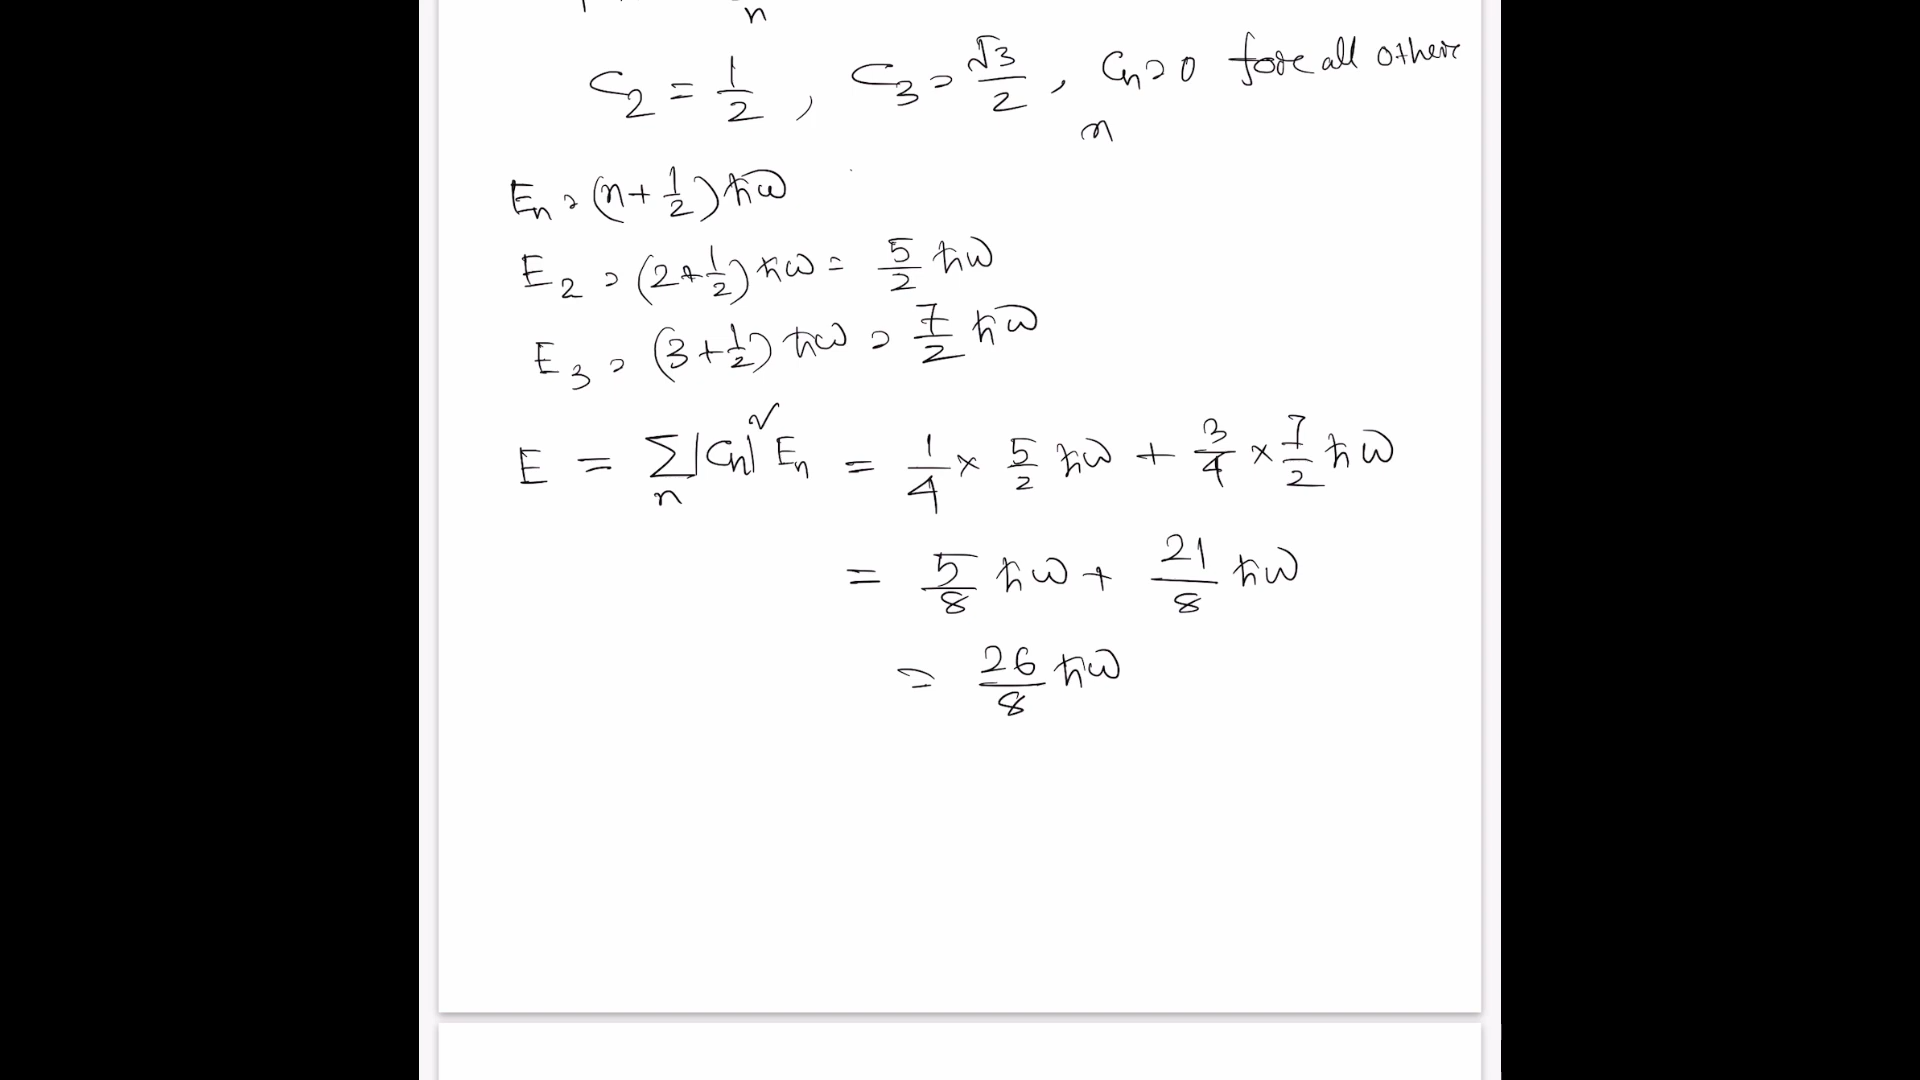 n
C₂ = 1/2 , C₃ = √3/2 , Cn = 0 for all other
n
En = (n + 1/2) ℏω
E₂ = (2 + 1/2) ℏω = 5/2 ℏω
E₃ = (3 + 1/2) ℏω = 7/2 ℏω
E = Σn |Cn|² En = 1/4 × 5/2 ℏω + 3/4 × 7/2 ℏω
= 5/8 ℏω + 21/8 ℏω
= 26/8 ℏω